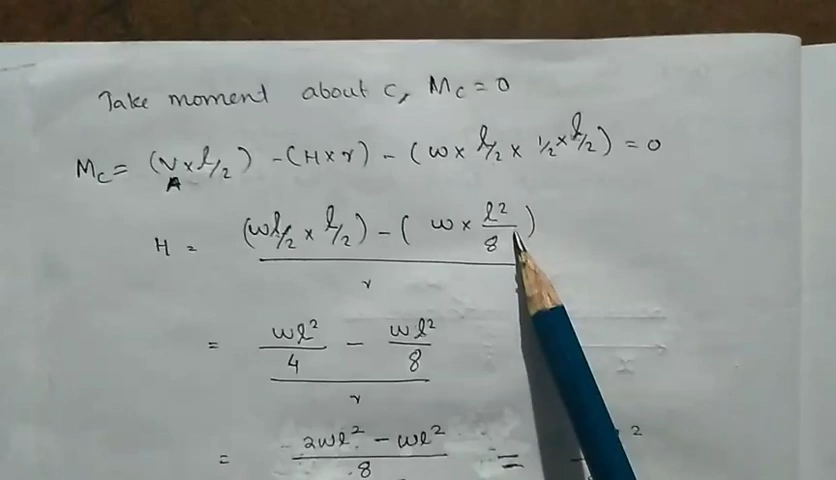 Take moment about C, Mc = 0
Mc = (VA × l/2) - (H × r) - (w × l/2 × 1/2 × l/2) = 0
H = ((wl/2 × l/2) - (w × l²/8)) / r
= (wl²/4 - wl²/8) / r
= (2wl² - wl²) / 8 = 2